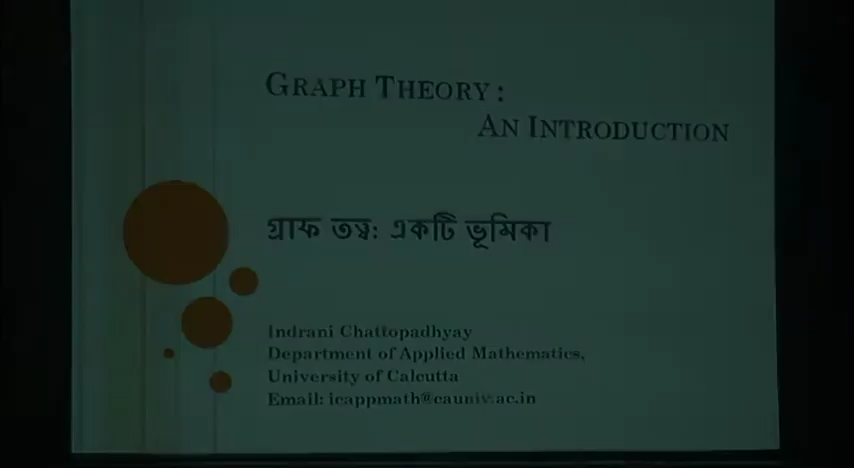 GRAPH THEORY :
AN INTRODUCTION
গ্রাফ তত্ত্ব: একটি ভূমিকা
Indrani Chattopadhyay
Department of Applied Mathematics,
University of Calcutta
Email: icappmath@cauniv.ac.in